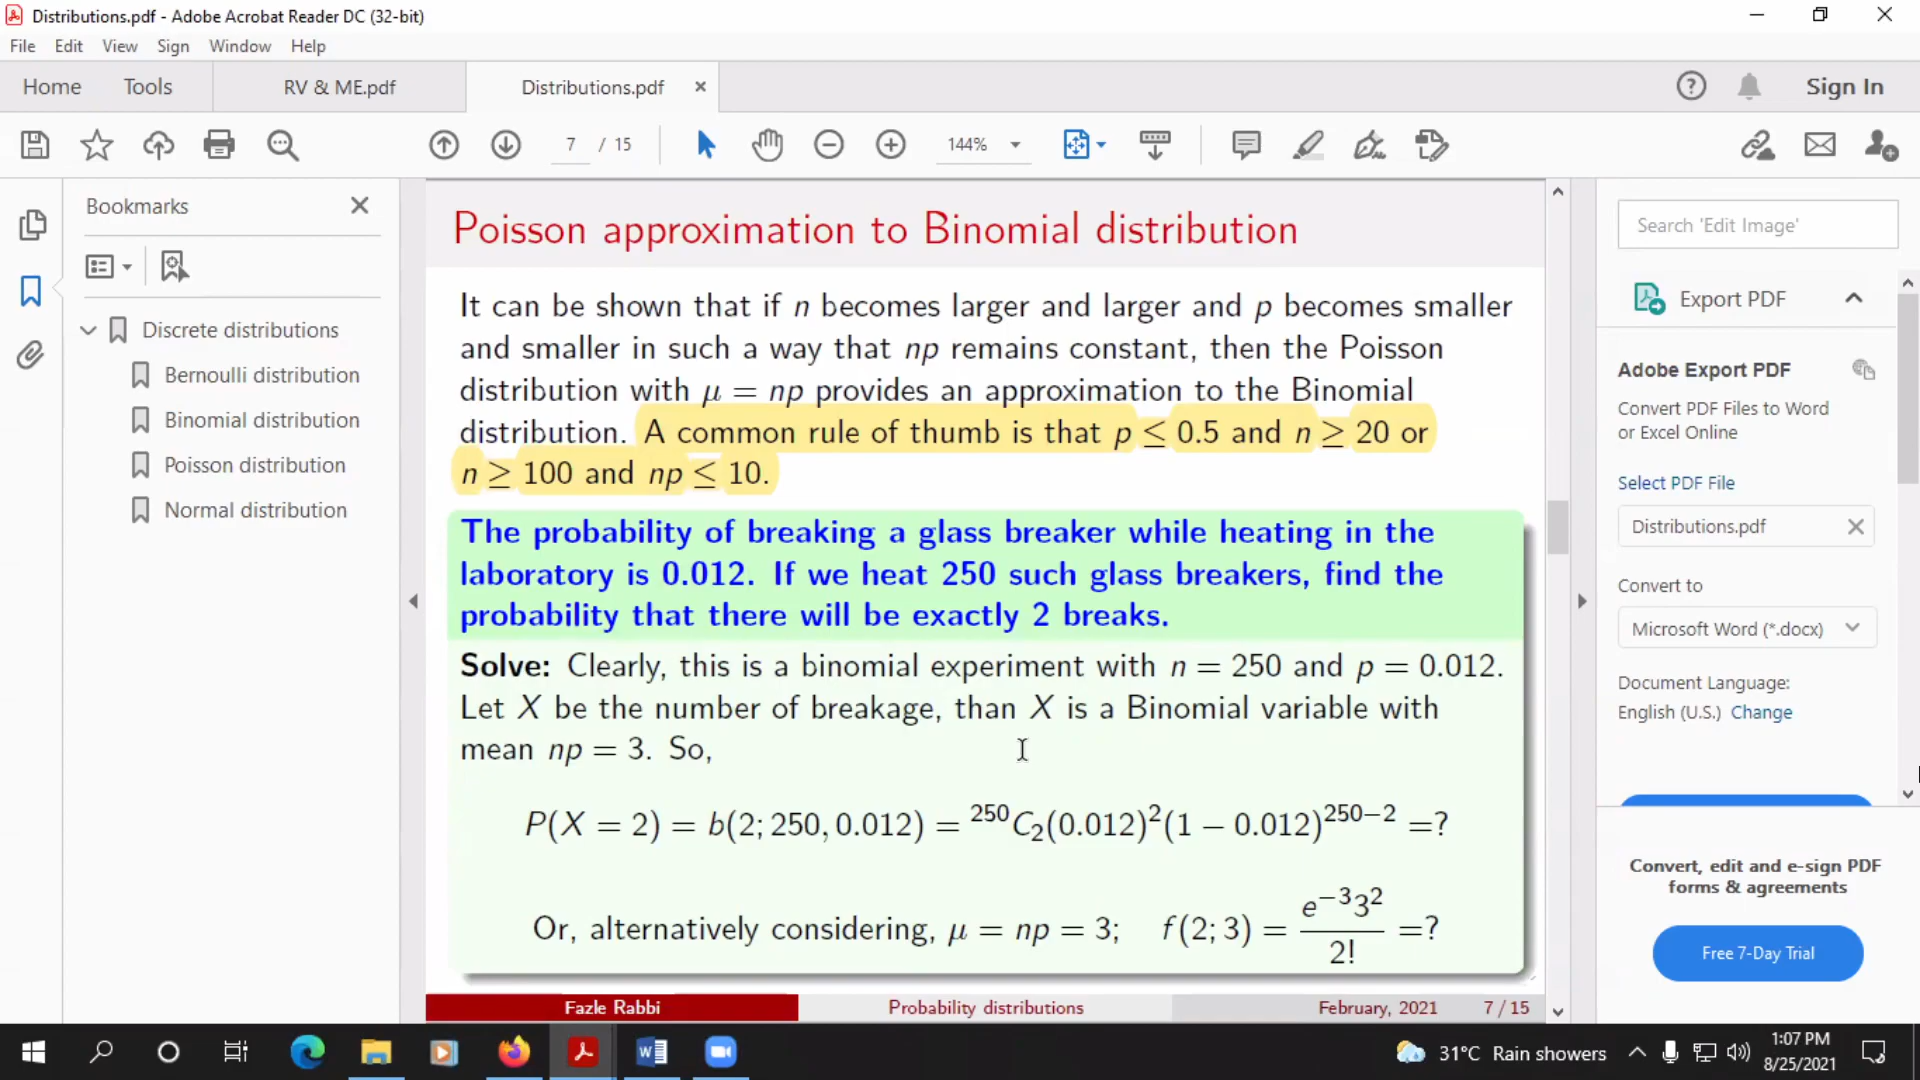 Distributions.pdf - Adobe Acrobat Reader DC (32-bit)
File Edit View Sign Window Help
Home Tools RV & ME.pdf Distributions.pdf × Sign In
7 / 15 144%
Bookmarks
Discrete distributions
Bernoulli distribution
Binomial distribution
Poisson distribution
Normal distribution
Poisson approximation to Binomial distribution
It can be shown that if n becomes larger and larger and p becomes smaller
and smaller in such a way that np remains constant, then the Poisson
distribution with μ = np provides an approximation to the Binomial
distribution. A common rule of thumb is that p ≤ 0.5 and n ≥ 20 or
n ≥ 100 and np ≤ 10.
The probability of breaking a glass breaker while heating in the
laboratory is 0.012. If we heat 250 such glass breakers, find the
probability that there will be exactly 2 breaks.
Solve: Clearly, this is a binomial experiment with n = 250 and p = 0.012.
Let X be the number of breakage, than X is a Binomial variable with
mean np = 3. So,
P(X = 2) = b(2; 250, 0.012) = ²⁵⁰C₂(0.012)²(1 − 0.012)²⁵⁰⁻² =?
Or, alternatively considering, μ = np = 3; f(2; 3) = e⁻³3² / 2! =?
Fazle Rabbi Probability distributions February, 2021 7 / 15
Search 'Edit Image'
Export PDF
Adobe Export PDF
Convert PDF Files to Word
or Excel Online
Select PDF File
Distributions.pdf
Convert to
Microsoft Word (*.docx)
Document Language:
English (U.S.) Change
Convert, edit and e-sign PDF
forms & agreements
Free 7-Day Trial
31°C Rain showers
1:07 PM
8/25/2021